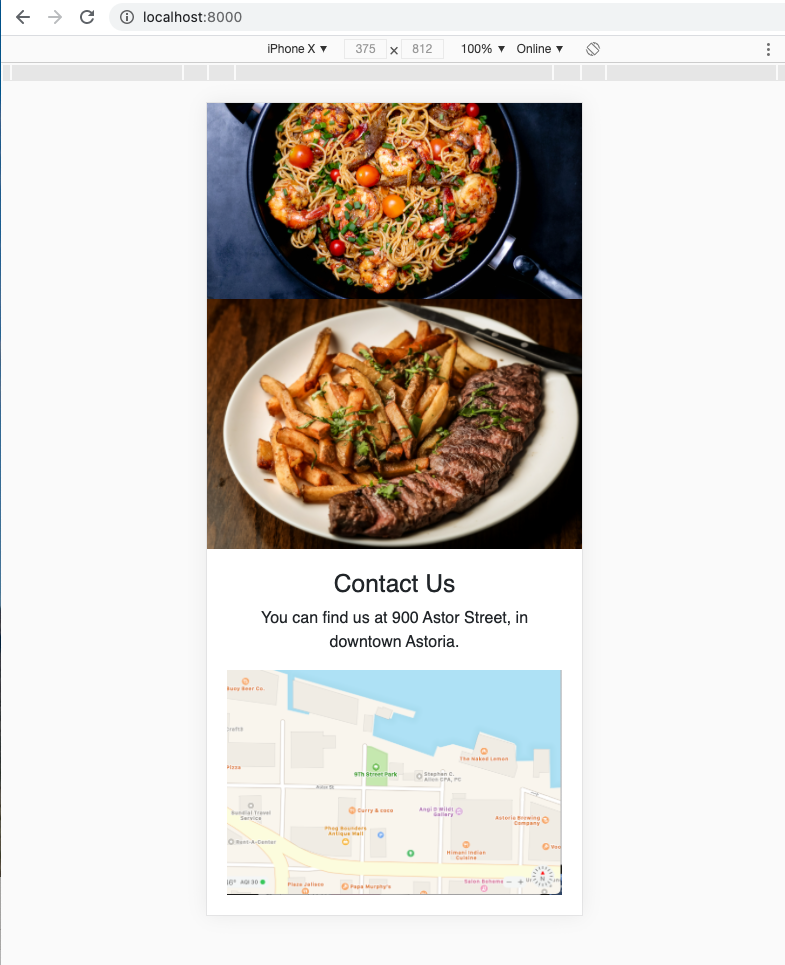 localhost:8000
iPhone X ▼ 375 × 812 100% ▼ Online ▼
Contact Us
You can find us at 900 Astor Street, in
downtown Astoria.
Buoy Beer Co.
The Naked Lemon
Pizza
9Th Street Park
Stephen C.
Allen CPA, PC
Astor St
Sundial Travel
Service
Curry & coco
Angi D Wildt
Gallery
Astoria Brewing
Company
Phog Bounders
Antique Mall
Rent-A-Center
Himani Indian
Cuisine
AQI 30
Plaza Jalisco
Papa Murphy's
Salon Boheme
N